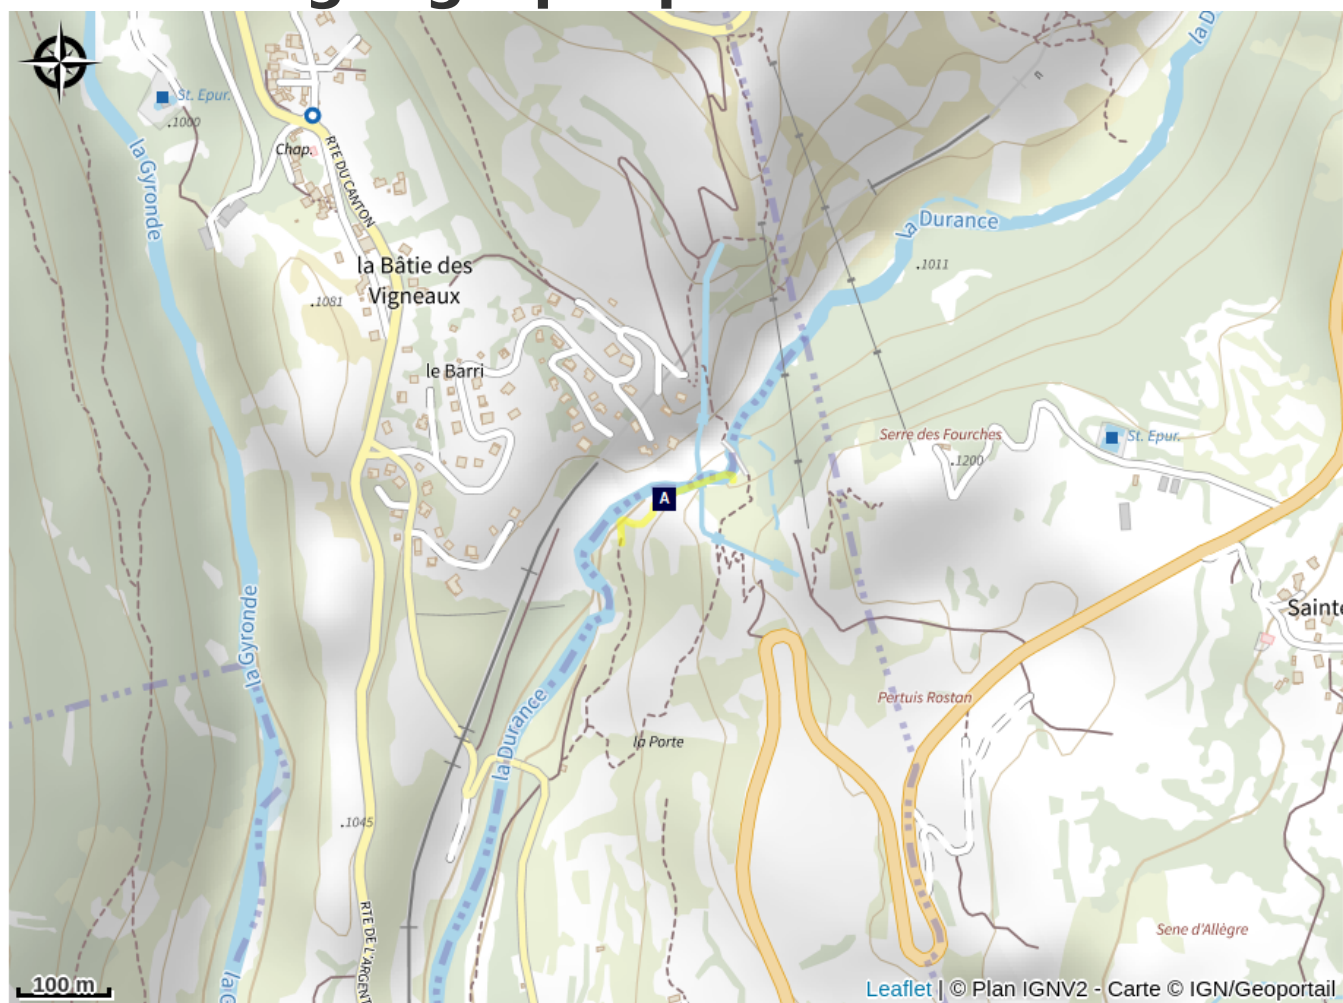 la D
St. Epur.
.1000
la Gyronde
Chap.
RTE DU CANTON
la Durance
.1011
la Bâtie des
Vigneaux
.1081
le Barri
Serre des Fourches
St. Epur.
.1200
A
la Gyronde
Sainte
Pertuis Rostan
la Durance
la Porte
.1045
RTE DE L'ARGENT
Sene d'Allègre
la G
100 m
Leaflet | © Plan IGNV2 - Carte © IGN/Geoportail